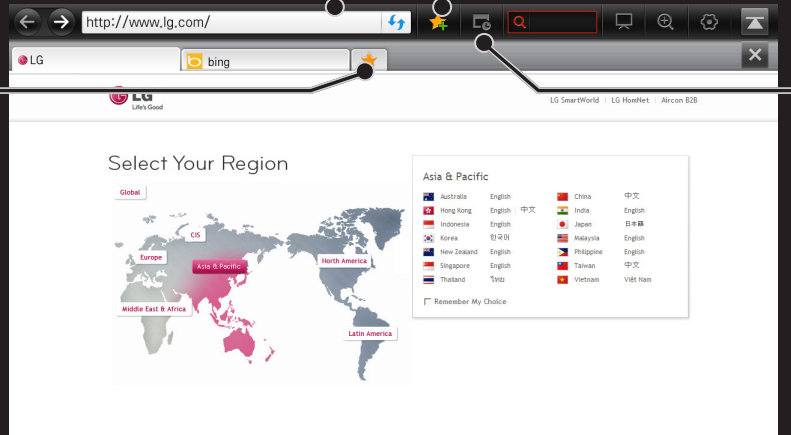 http://www.lg.com/
LG
bing
LG
Life's Good
LG SmartWorld | LG HomNet | Aircon B2B
Select Your Region
Global
CIS
Europe
Asia & Pacific
North America
Middle East & Africa
Latin America
Asia & Pacific
Australia English China 中文
Hong Kong English | 中文 India English
Indonesia English Japan 日本語
Korea 한국어 Malaysia English
New Zealand English Philippine English
Singapore English Taiwan 中文
Thailand ไทย Vietnam Việt Nam
Remember My Choice